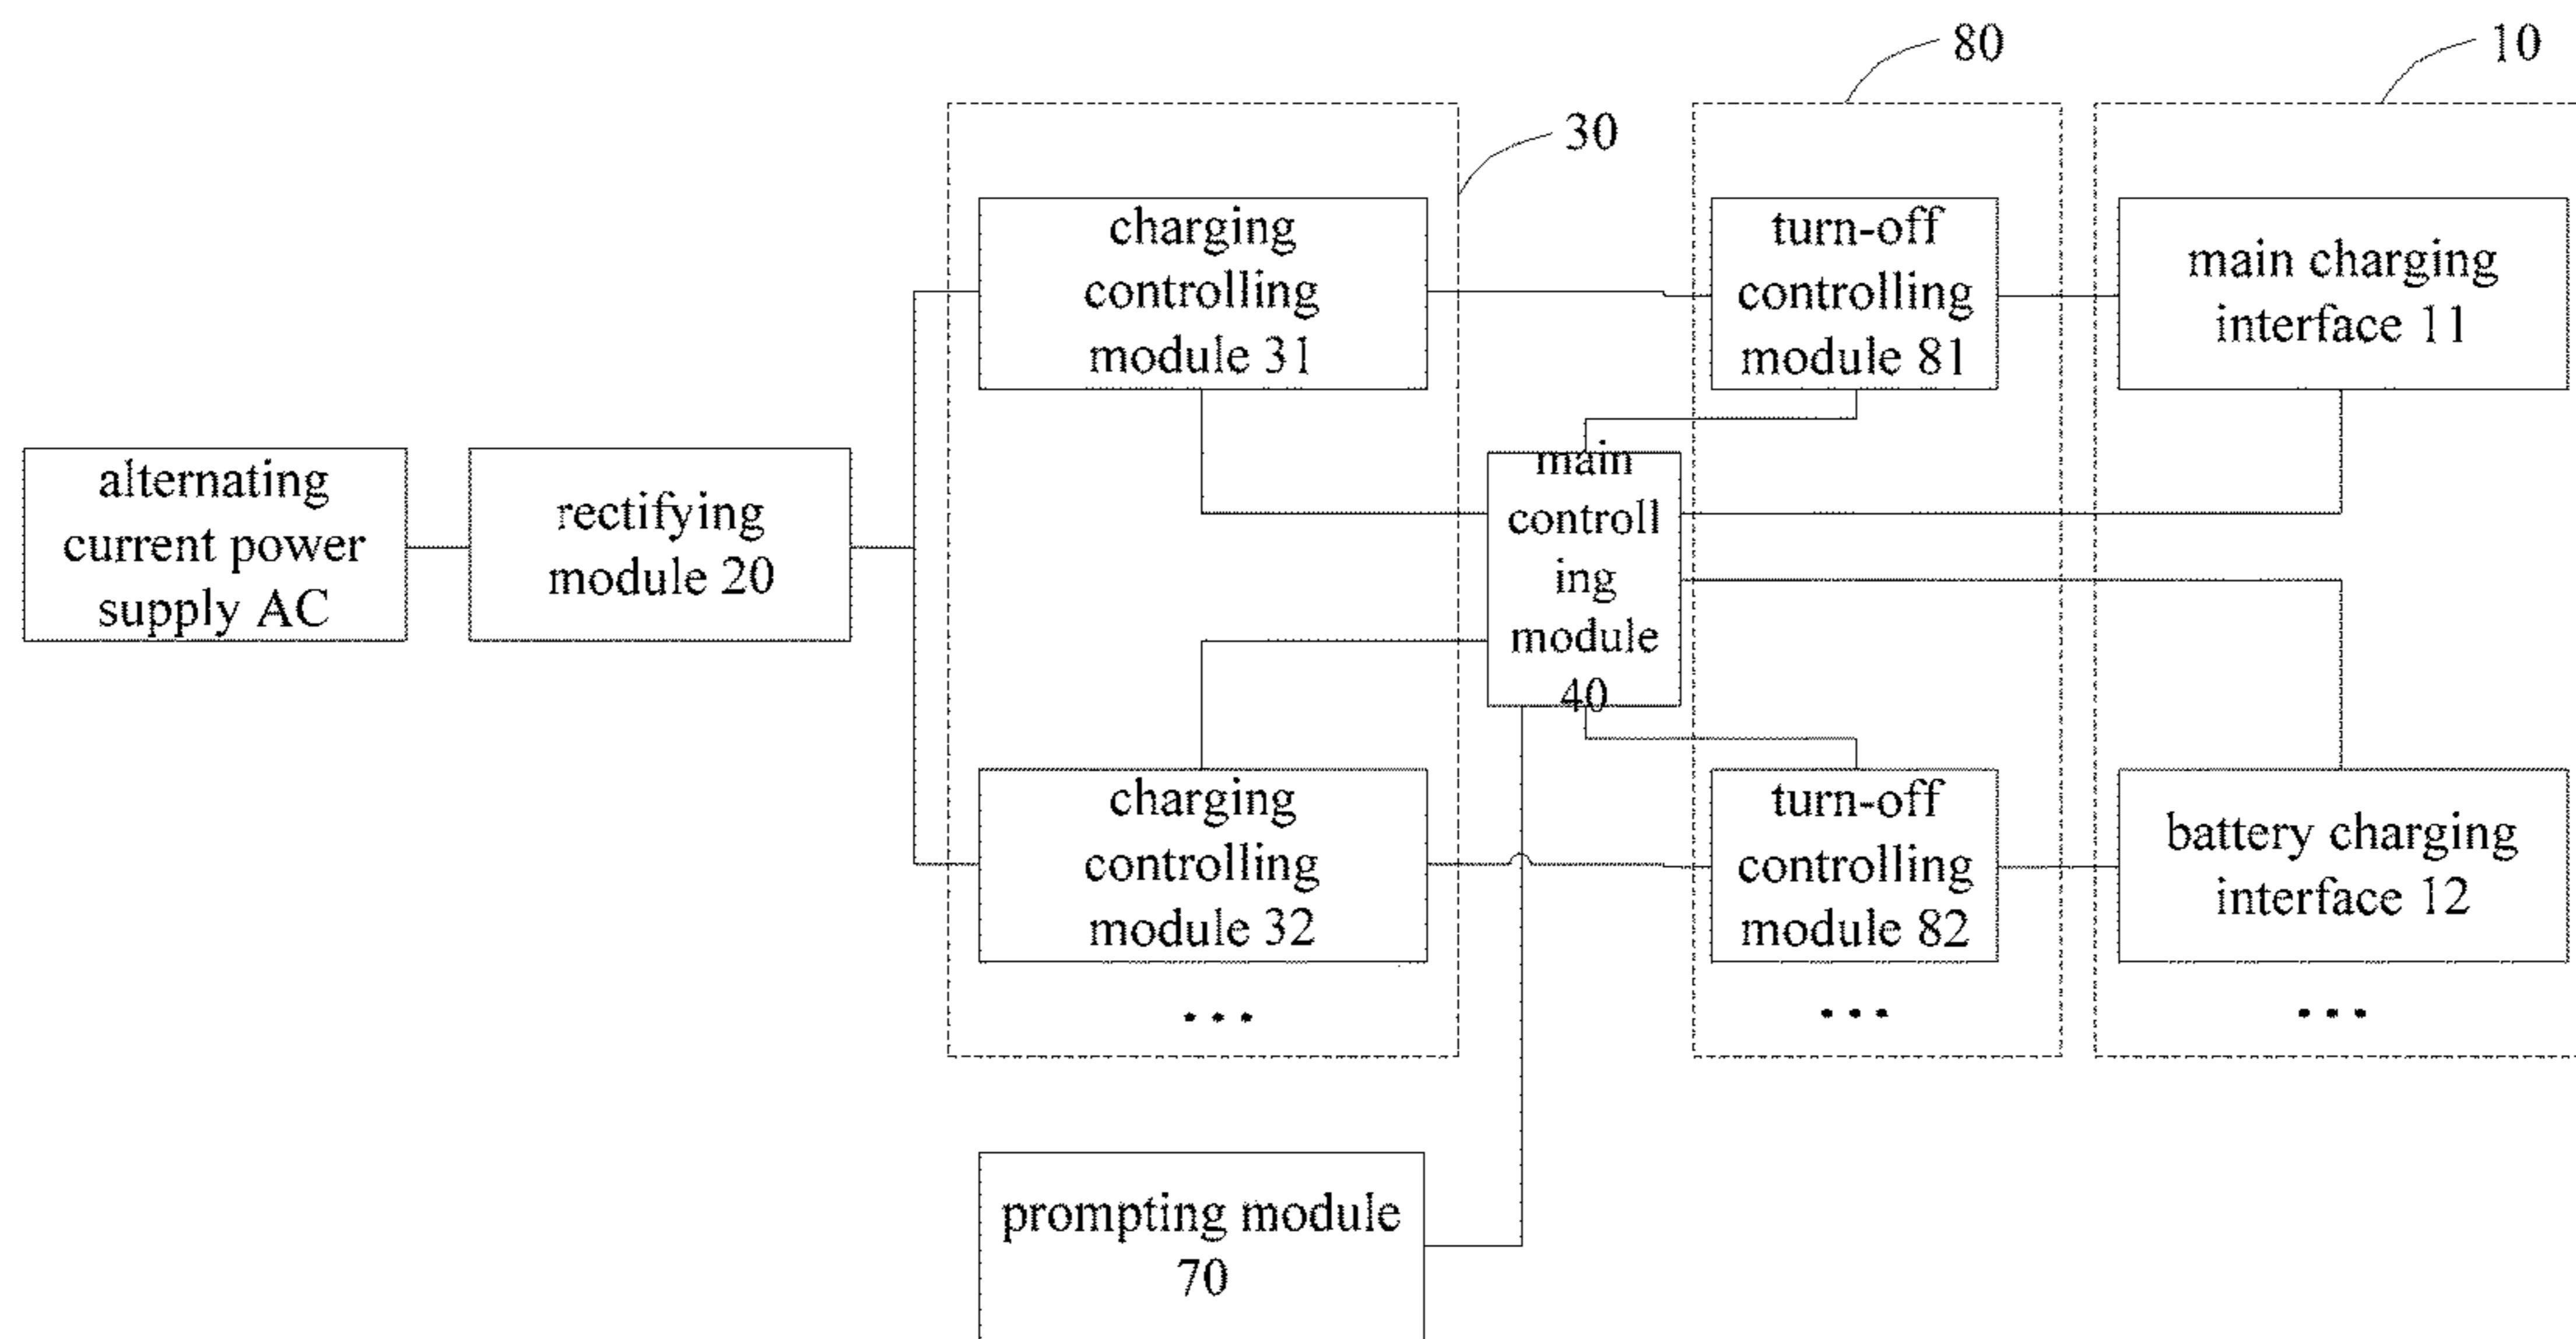 80
10
30
charging
controlling
module 31
turn-off
controlling
module 81
main charging
interface 11
alternating
current power
supply AC
rectifying
module 20
main
controll
ing
module
40
charging
controlling
module 32
turn-off
controlling
module 82
battery charging
interface 12
...
...
...
prompting module
70